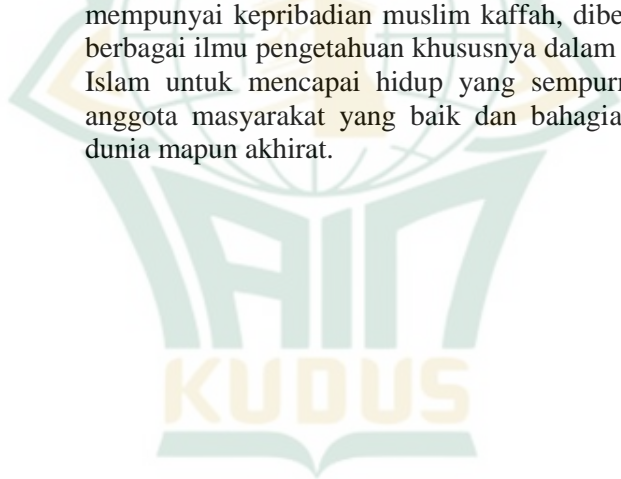 mempunyai kepribadian muslim kaffah, dibe
berbagai ilmu pengetahuan khususnya dalam
Islam untuk mencapai hidup yang sempur
anggota masyarakat yang baik dan bahagia
dunia mapun akhirat.
IAIN
KUDUS